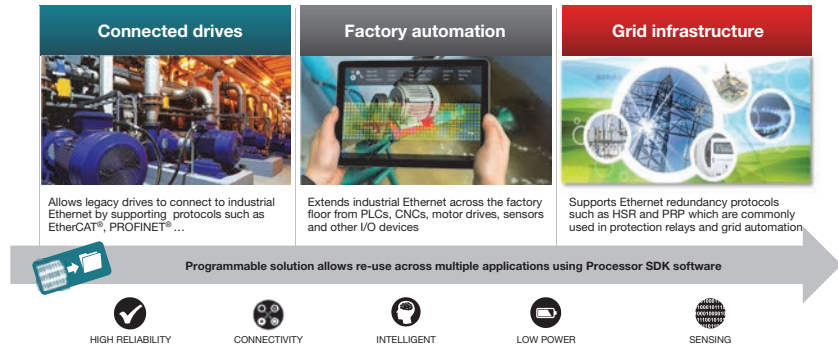 Connected drives
Factory automation
Grid infrastructure
Allows legacy drives to connect to industrial
Ethernet by supporting protocols such as
EtherCAT®, PROFINET® ...
Extends industrial Ethernet across the factory
floor from PLCs, CNCs, motor drives, sensors
and other I/O devices
Supports Ethernet redundancy protocols
such as HSR and PRP which are commonly
used in protection relays and grid automation
Programmable solution allows re-use across multiple applications using Processor SDK software
HIGH RELIABILITY
CONNECTIVITY
INTELLIGENT
LOW POWER
SENSING